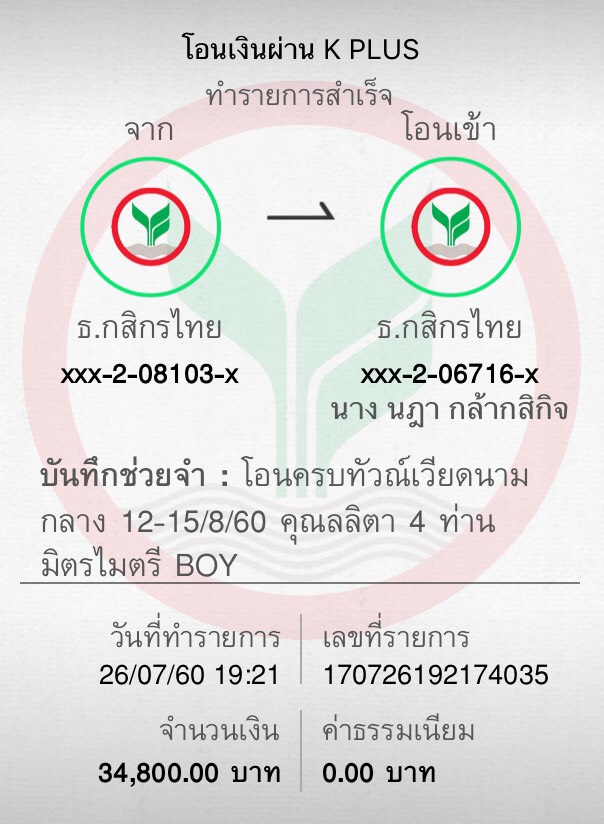 โอนเงินผ่าน K PLUS
ทำรายการสำเร็จ
จาก
โอนเข้า
ธ.กสิกรไทย
ธ.กสิกรไทย
xxx-2-08103-x
xxx-2-06716-x
นาง นฎา กล้ากสิกิจ
บันทึกช่วยจำ : โอนครบทัวณ์เวียดนาม
กลาง 12-15/8/60 คุณลลิตา 4 ท่าน
มิตรไมตรี BOY
วันที่ทำรายการ
เลขที่รายการ
26/07/60 19:21
170726192174035
จำนวนเงิน
ค่าธรรมเนียม
34,800.00 บาท
0.00 บาท